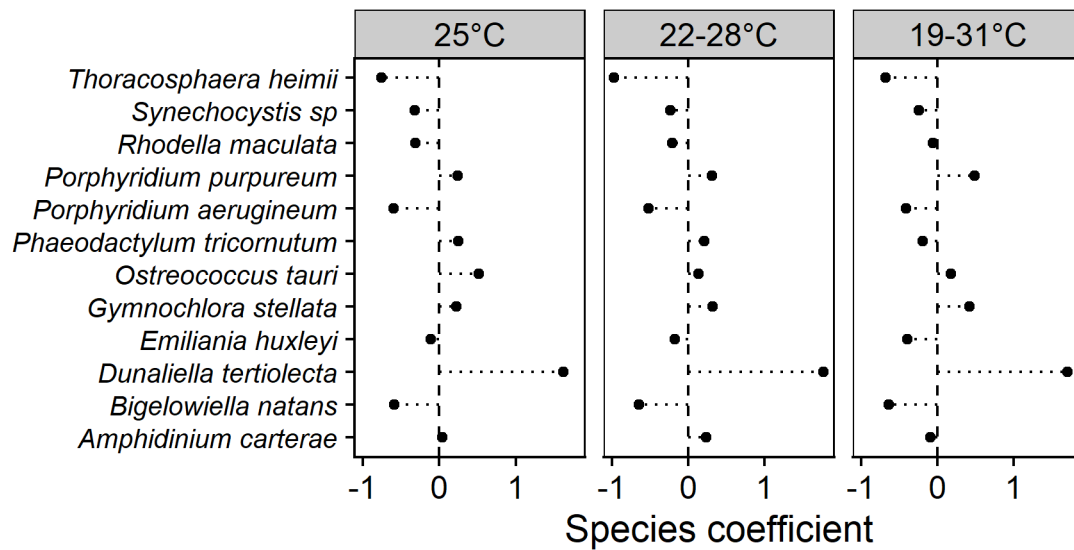 25°C 22-28°C 19-31°C
Thoracosphaera heimii
Synechocystis sp
Rhodella maculata
Porphyridium purpureum
Porphyridium aerugineum
Phaeodactylum tricornutum
Ostreococcus tauri
Gymnochlora stellata
Emiliania huxleyi
Dunaliella tertiolecta
Bigelowiella natans
Amphidinium carterae
-1 0 1 -1 0 1 -1 0 1
Species coefficient